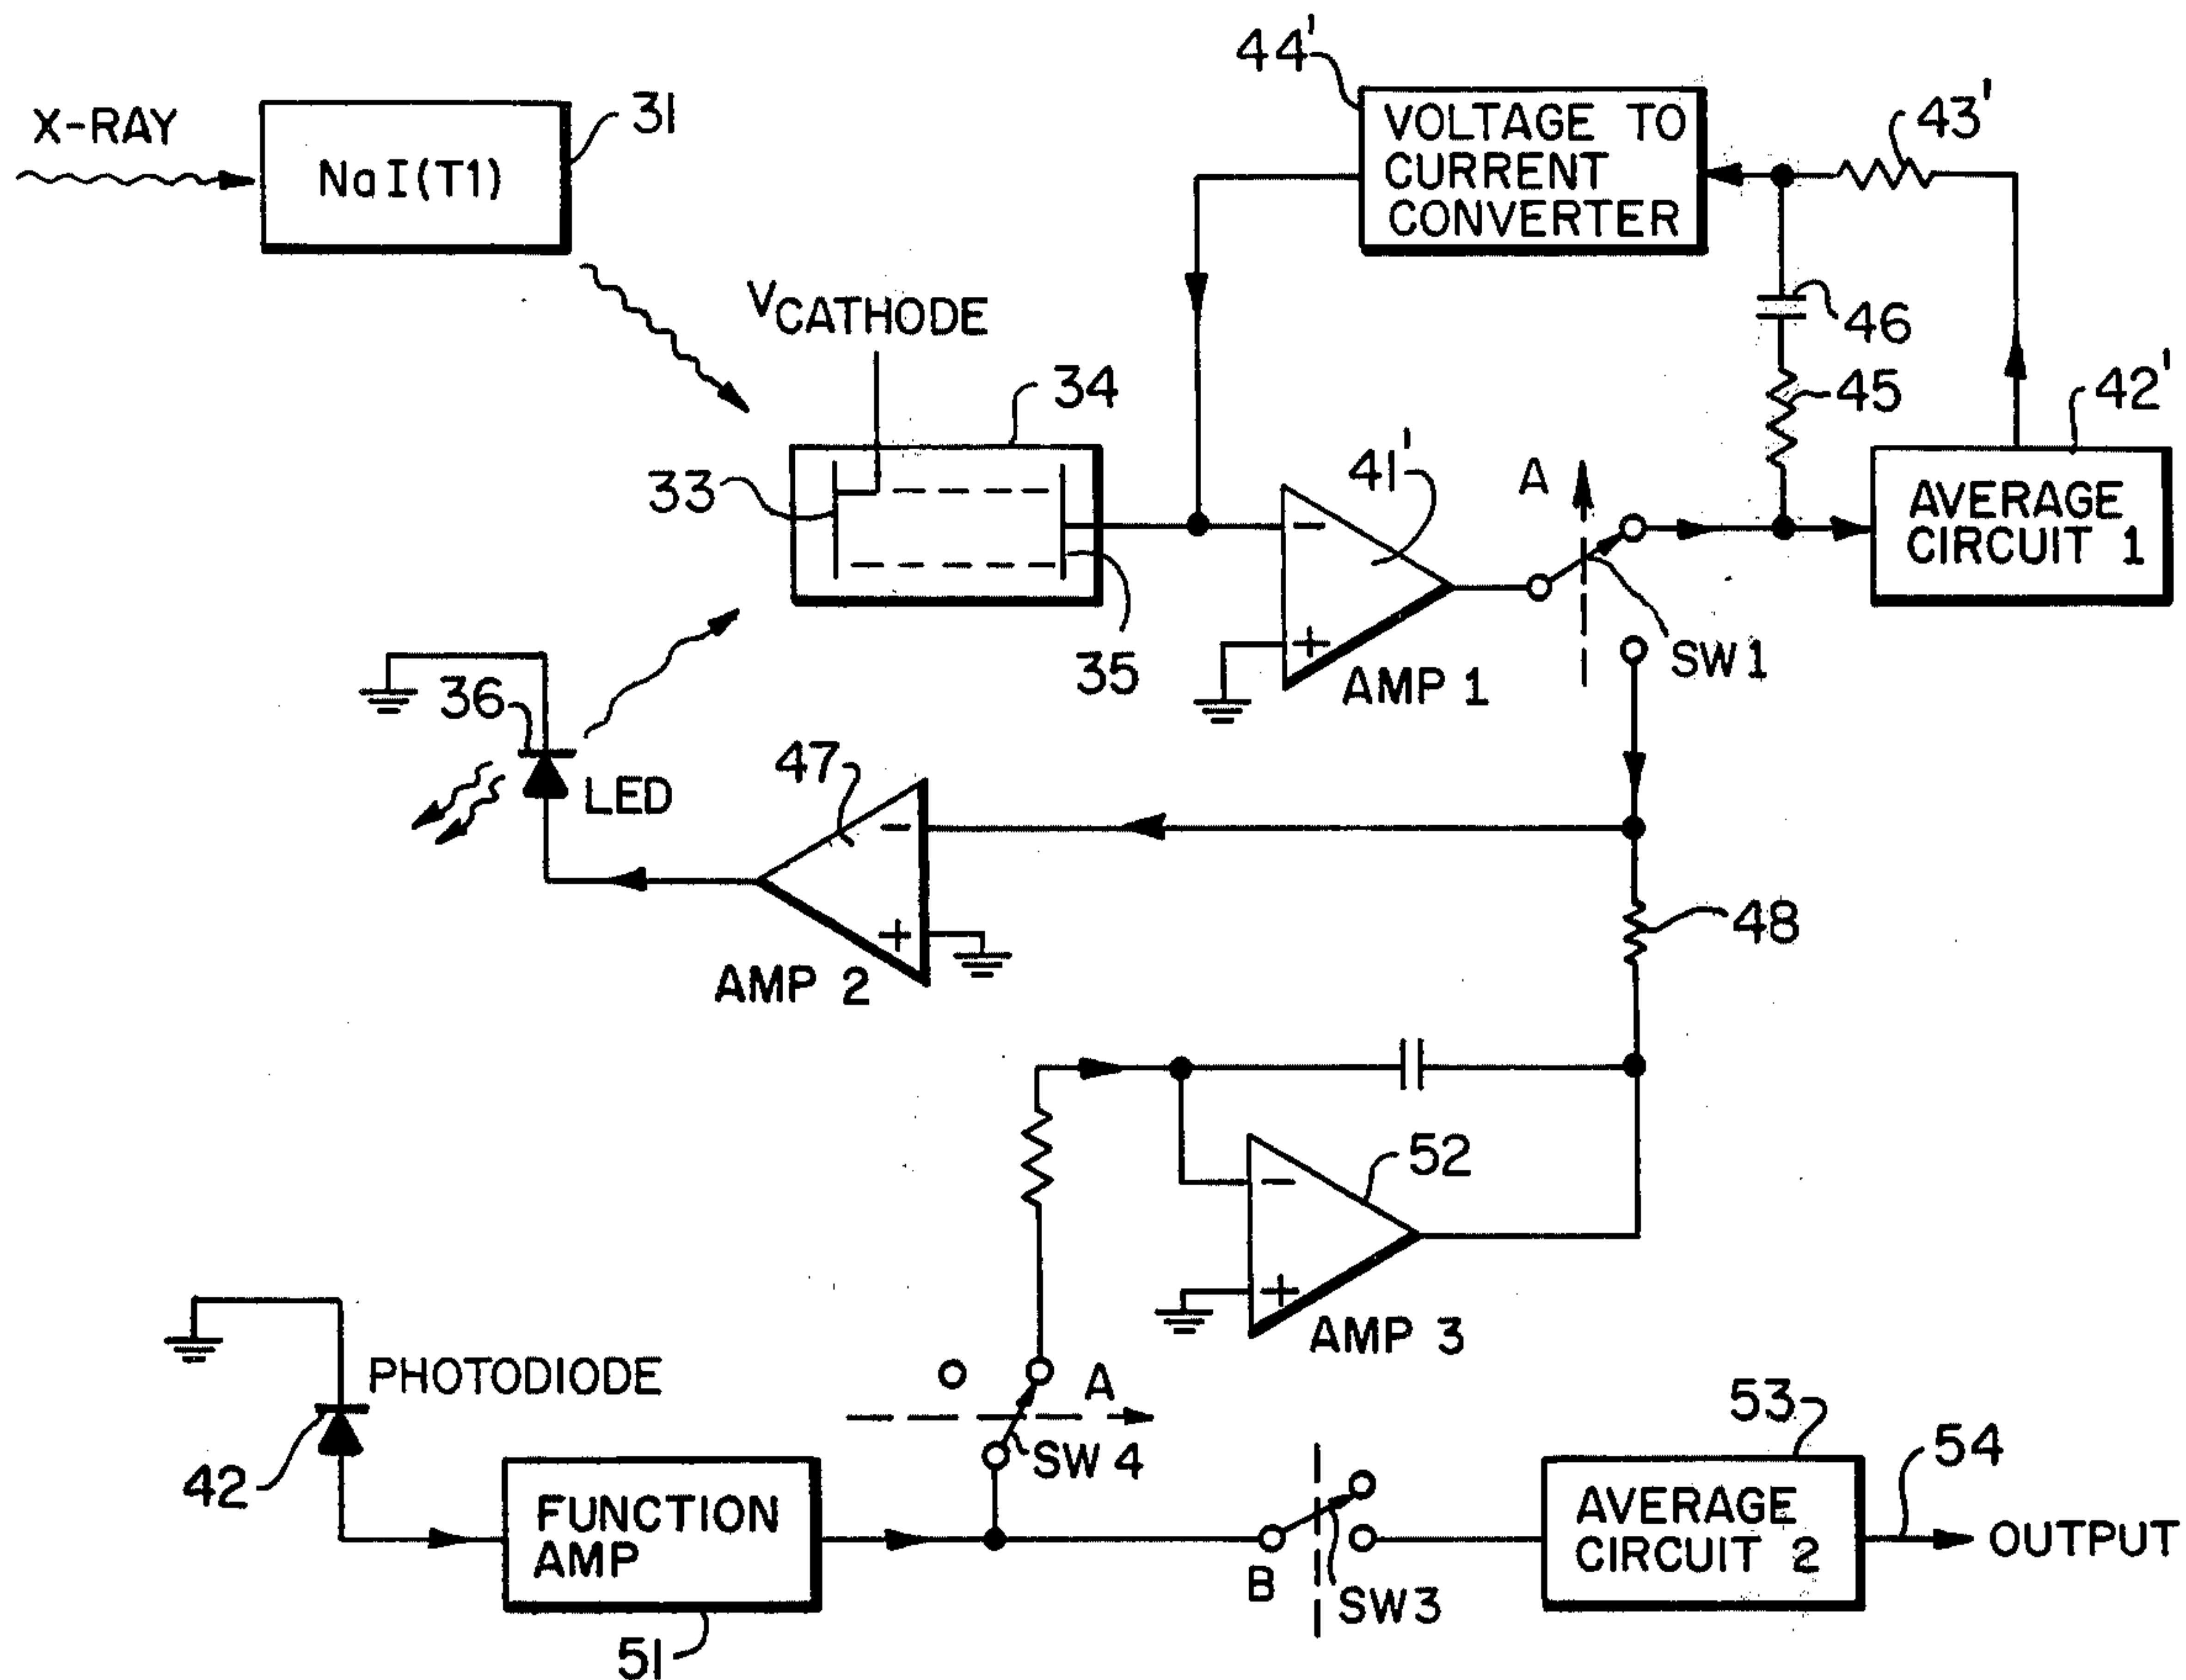 44'
X-RAY
31
NaI(T1)
VOLTAGE TO
CURRENT
CONVERTER
43'
VCATHODE
46
34
45
42'
33
41'
A
AVERAGE
CIRCUIT 1
35
SW1
AMP 1
36
LED
47
-
+
-
+
48
AMP 2
52
-
+
AMP 3
PHOTODIODE
A
42
SW 4
53
54
FUNCTION
AMP
AVERAGE
CIRCUIT 2
OUTPUT
B
SW3
51